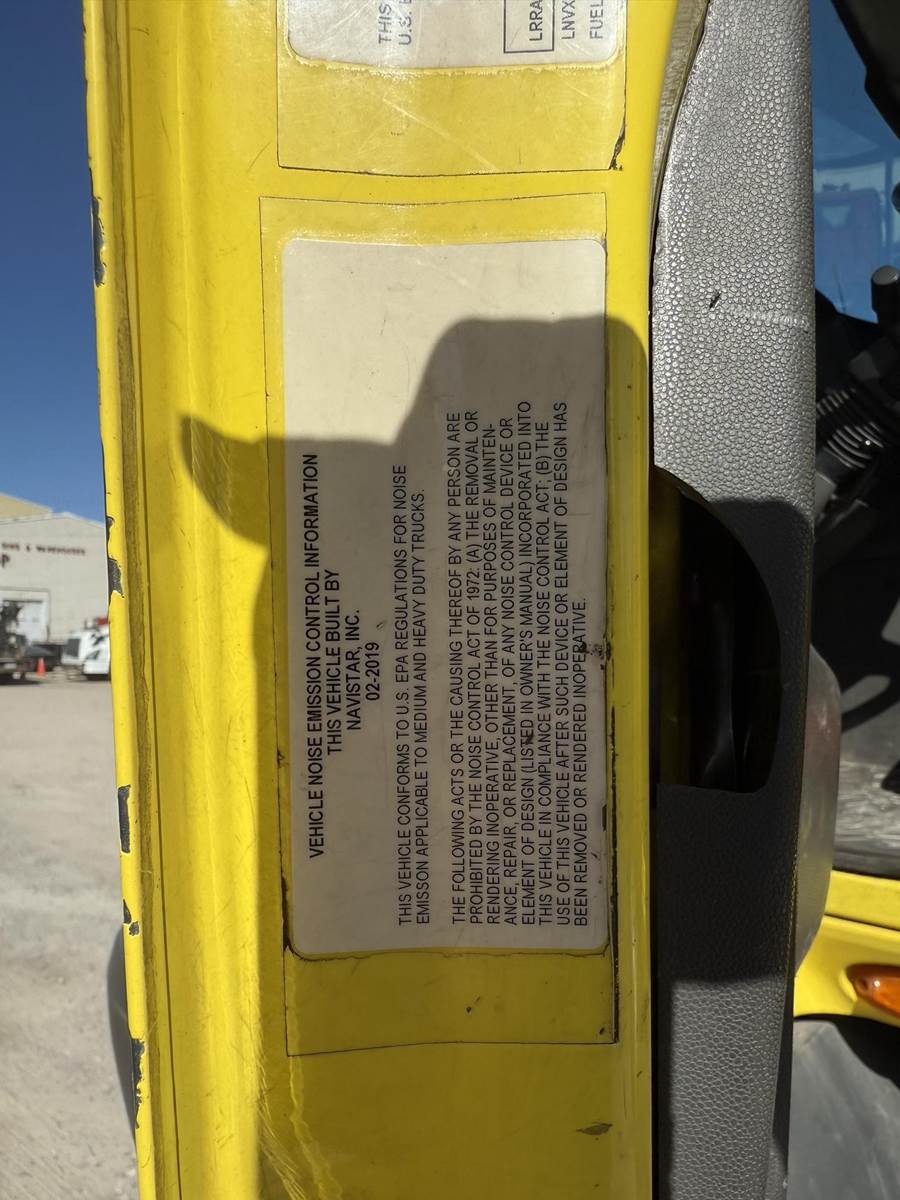 THIS
U.S. E
LRRA
LNVX
FUEL
VEHICLE NOISE EMISSION CONTROL INFORMATION
THIS VEHICLE BUILT BY
NAVISTAR, INC.
02-2019
THIS VEHICLE CONFORMS TO U.S. EPA REGULATIONS FOR NOISE
EMISSON APPLICABLE TO MEDIUM AND HEAVY DUTY TRUCKS.
THE FOLLOWING ACTS OR THE CAUSING THEREOF BY ANY PERSON ARE
PROHIBITED BY THE NOISE CONTROL ACT OF 1972. (A) THE REMOVAL OR
RENDERING INOPERATIVE, OTHER THAN FOR PURPOSES OF MAINTEN-
ANCE, REPAIR, OR REPLACEMENT, OF ANY NOISE CONTROL DEVICE OR
ELEMENT OF DESIGN (LISTED IN OWNER'S MANUAL) INCORPORATED INTO
THIS VEHICLE IN COMPLIANCE WITH THE NOISE CONTROL ACT; (B) THE
USE OF THIS VEHICLE AFTER SUCH DEVICE OR ELEMENT OF DESIGN HAS
BEEN REMOVED OR RENDERED INOPERATIVE.